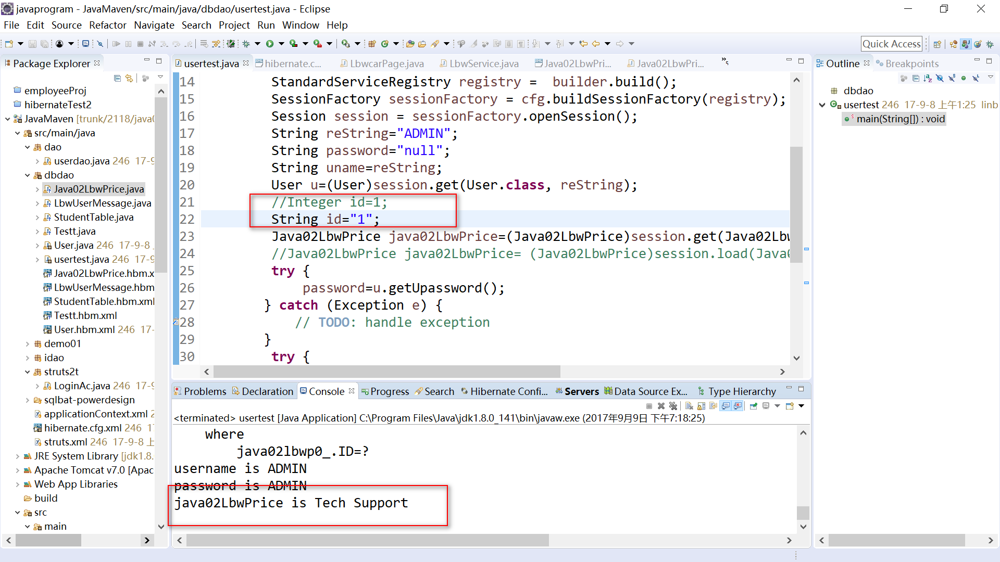 javaprogram - JavaMaven/src/main/java/dbdao/usertest.java - Eclipse
File Edit Source Refactor Navigate Search Project Run Window Help
Quick Access
Package Explorer
employeeProj
hibernateTest2
JavaMaven [trunk/2118/java
src/main/java
dao
userdao.java 246 17-9
dbdao
Java02LbwPrice.java
LbwUserMessage.java
StudentTable.java
Testt.java
User.java 246 17-9-8
usertest.java 246 17-9
Java02LbwPrice.hbm.x
LbwUserMessage.hbm
StudentTable.hbm.xml
Testt.hbm.xml
User.hbm.xml 246 17-
demo01
idao
struts2t
LoginAc.java 246 17-9
sqlbat-powerdesign
applicationContext.xml 2
hibernate.cfg.xml 246 17
struts.xml 246 17-9-8 上
JRE System Library [jdk1.8.
Apache Tomcat v7.0 [Apac
Web App Libraries
build
src
main
usertest.java hibernate.c... LbwcarPage.java LbwService.java Java02LbwPri... Java02LbwPri... »5
14 StandardServiceRegistry registry = builder.build();
15 SessionFactory sessionFactory = cfg.buildSessionFactory(registry);
16 Session session = sessionFactory.openSession();
17 String reString="ADMIN";
18 String password="null";
19 String uname=reString;
20 User u=(User)session.get(User.class, reString);
21 //Integer id=1;
22 String id="1";
23 Java02LbwPrice java02LbwPrice=(Java02LbwPrice)session.get(Java02Lbw
24 //Java02LbwPrice java02LbwPrice= (Java02LbwPrice)session.load(Java0
25 try {
26 password=u.getUpassword();
27 } catch (Exception e) {
28 // TODO: handle exception
29 }
30 try {
Problems Declaration Console Progress Search Hibernate Confi... Servers Data Source Ex... Type Hierarchy
<terminated> usertest [Java Application] C:\Program Files\Java\jdk1.8.0_141\bin\javaw.exe (2017年9月9日 下午7:18:25)
where
java02lbwp0_.ID=?
username is ADMIN
password is ADMIN
java02LbwPrice is Tech Support
Outline Breakpoints
dbdao
usertest 246 17-9-8 上午1:25 linb
main(String[]) : void